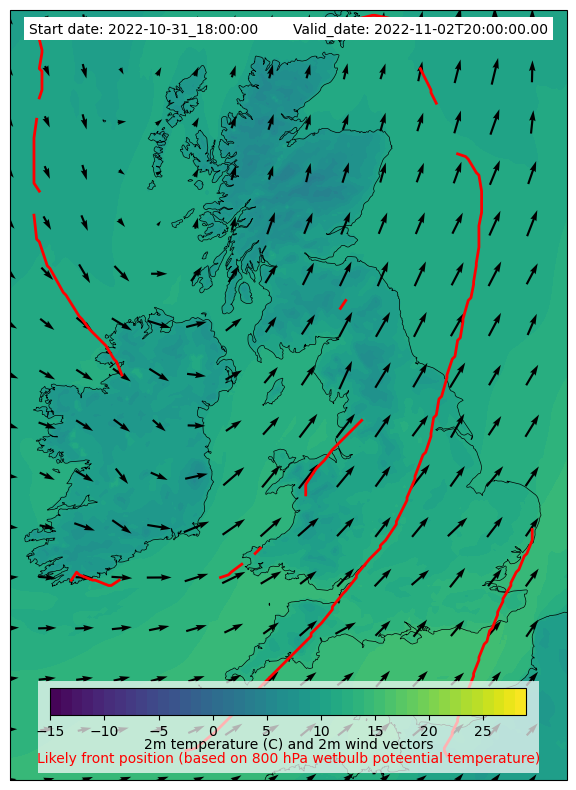 Start date: 2022-10-31_18:00:00 Valid_date: 2022-11-02T20:00:00.00
−15 −10 −5 0 5 10 15 20 25
2m temperature (C) and 2m wind vectors
Likely front position (based on 800 hPa wetbulb poteential temperature)